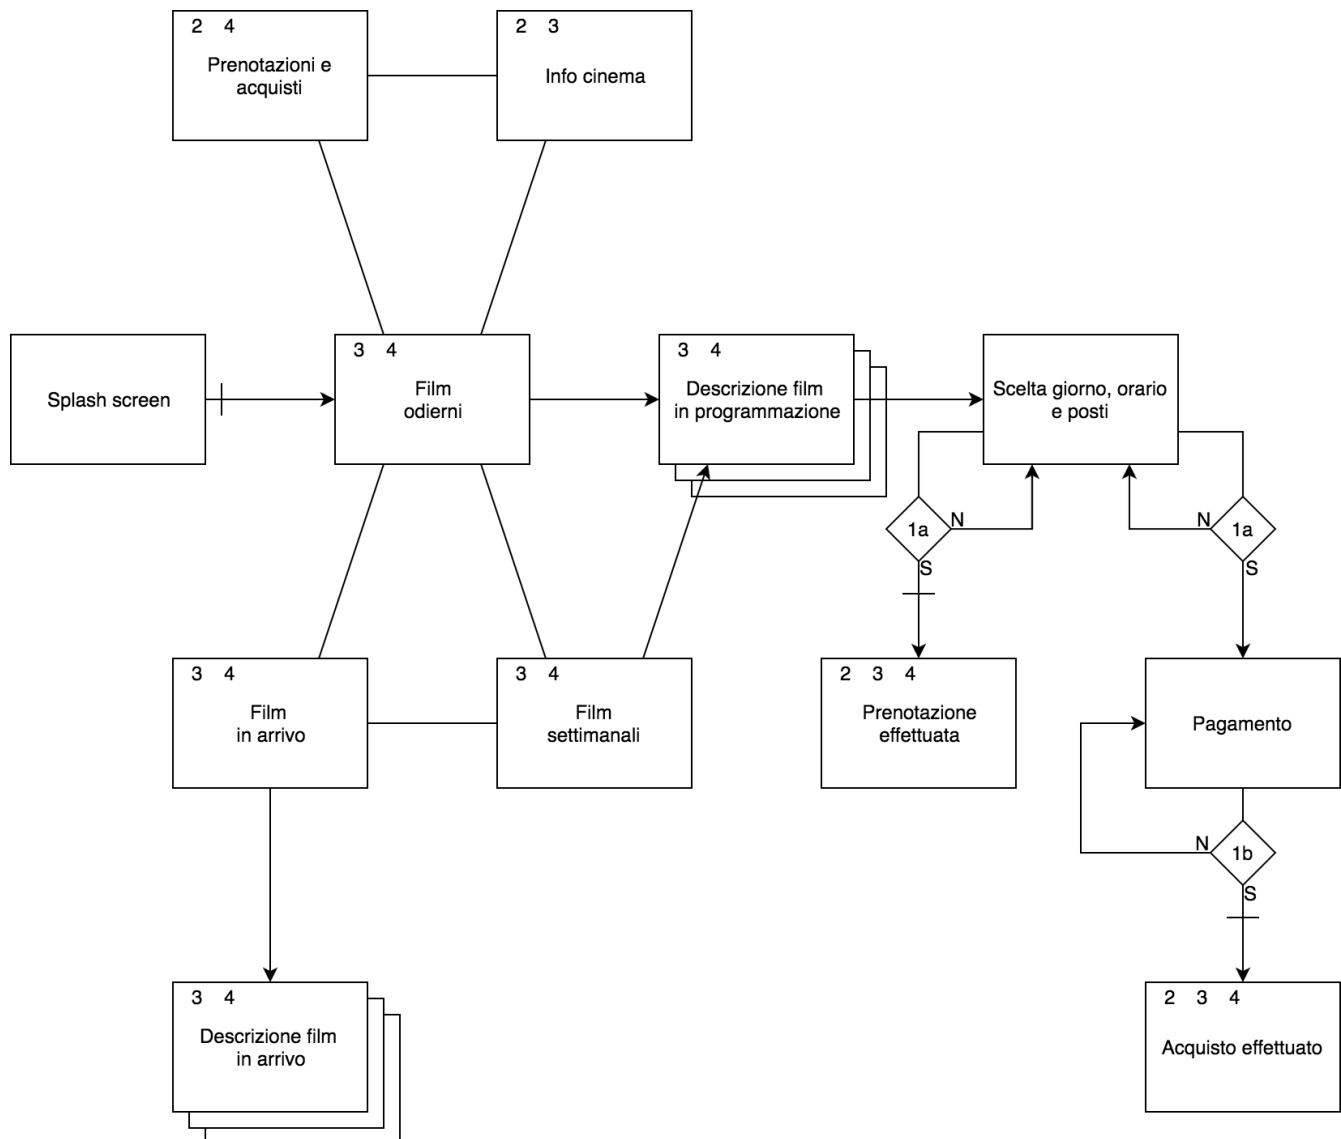 2 4
Prenotazioni e
acquisti
2 3
Info cinema
Splash screen
3 4
Film
odierni
3 4
Descrizione film
in programmazione
Scelta giorno, orario
e posti
1a
N
S
1a
N
S
3 4
Film
in arrivo
3 4
Film
settimanali
2 3 4
Prenotazione
effettuata
Pagamento
1b
N
S
3 4
Descrizione film
in arrivo
2 3 4
Acquisto effettuato